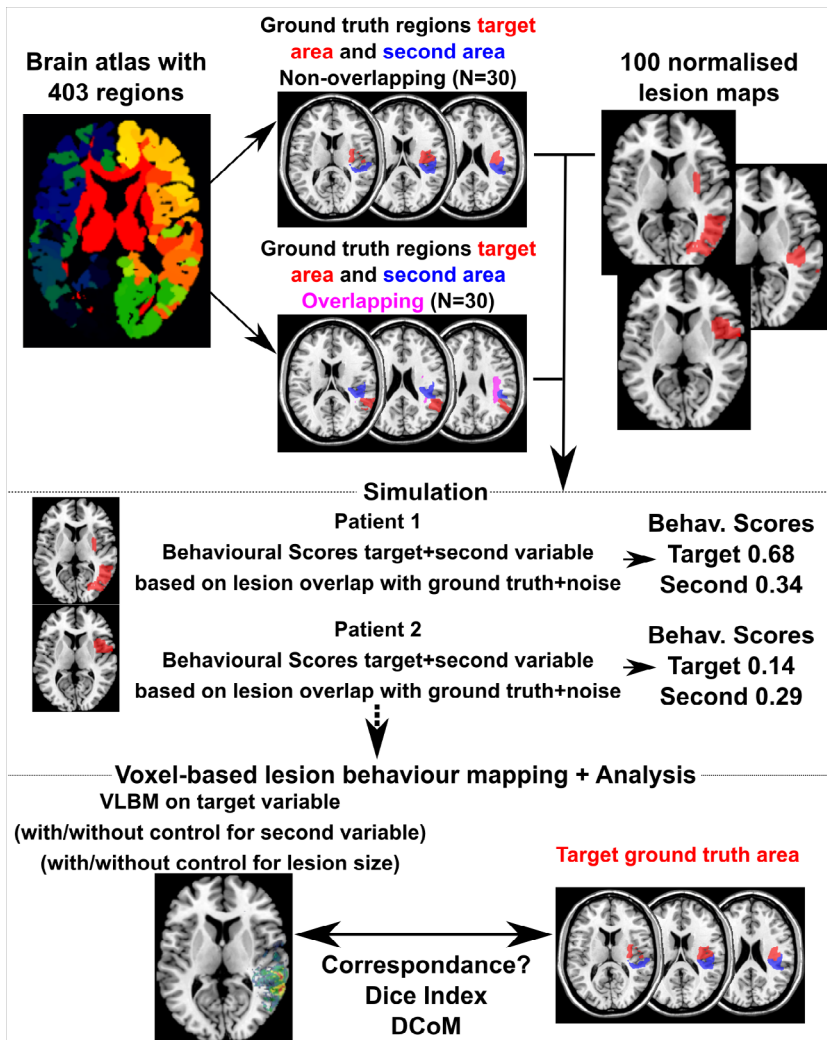 Brain atlas with
403 regions
Ground truth regions target
area and second area
Non-overlapping (N=30)
Ground truth regions target
area and second area
Overlapping (N=30)
100 normalised
lesion maps
Simulation
Patient 1
Behavioural Scores target+second variable
based on lesion overlap with ground truth+noise
Behav. Scores
Target 0.68
Second 0.34
Patient 2
Behavioural Scores target+second variable
based on lesion overlap with ground truth+noise
Behav. Scores
Target 0.14
Second 0.29
Voxel-based lesion behaviour mapping + Analysis
VLBM on target variable
(with/without control for second variable)
(with/without control for lesion size)
Target ground truth area
Correspondance?
Dice Index
DCoM